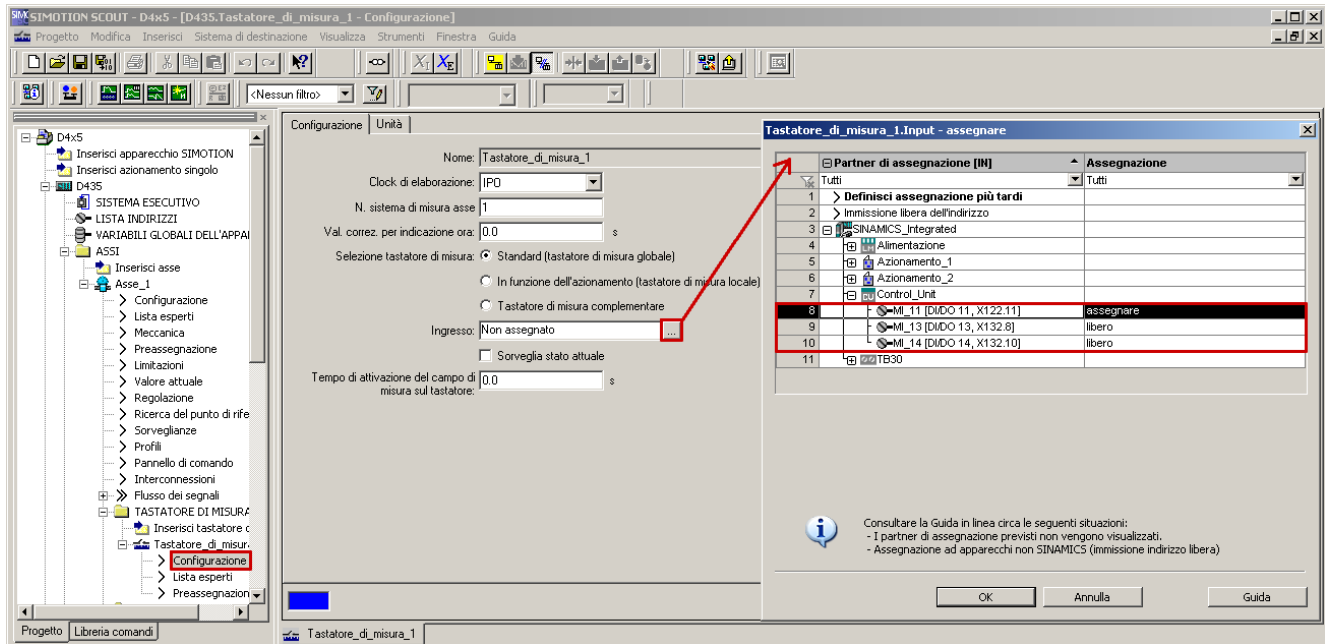 SIMOTION SCOUT - D4x5 - [D435.Tastatore_di_misura_1 - Configurazione]
Progetto Modifica Inserisci Sistema di destinazione Visualizza Strumenti Finestra Guida
<Nessun filtro>
D4x5
Inserisci apparecchio SIMOTION
Inserisci azionamento singolo
D435
SISTEMA ESECUTIVO
LISTA INDIRIZZI
VARIABILI GLOBALI DELL'APPAI
ASSI
Inserisci asse
Asse_1
Configurazione
Lista esperti
Meccanica
Preassegnazione
Limitazioni
Valore attuale
Regolazione
Ricerca del punto di rife
Sorveglianze
Profili
Pannello di comando
Interconnessioni
Flusso dei segnali
TASTATORE DI MISURA
Inserisci tastatore c
Tastatore_di_misur
Configurazione
Lista esperti
Preassegnazion
Progetto Libreria comandi
Configurazione Unità
Nome: Tastatore_di_misura_1
Clock di elaborazione: IPO
N. sistema di misura asse 1
Val. correz. per indicazione ora: 0.0 s
Selezione tastatore di misura: Standard (tastatore di misura globale)
In funzione dell'azionamento (tastatore di misura locale)
Tastatore di misura complementare
Ingresso: Non assegnato ...
Sorveglia stato attuale
Tempo di attivazione del campo di misura sul tastatore: 0.0 s
Tastatore_di_misura_1
Tastatore_di_misura_1.Input - assegnare
Partner di assegnazione [IN] Assegnazione
Tutti Tutti
1 Definisci assegnazione più tardi
2 Immissione libera dell'indirizzo
3 SINAMICS_Integrated
4 Alimentazione
5 Azionamento_1
6 Azionamento_2
7 CU Control_Unit
8 MI_11 [DI/DO 11, X122.11] assegnare
9 MI_13 [DI/DO 13, X132.8] libero
10 MI_14 [DI/DO 14, X132.10] libero
11 TB30
Consultare la Guida in linea circa le seguenti situazioni:
- I partner di assegnazione previsti non vengono visualizzati.
- Assegnazione ad apparecchi non SINAMICS (immissione indirizzo libera)
OK Annulla Guida